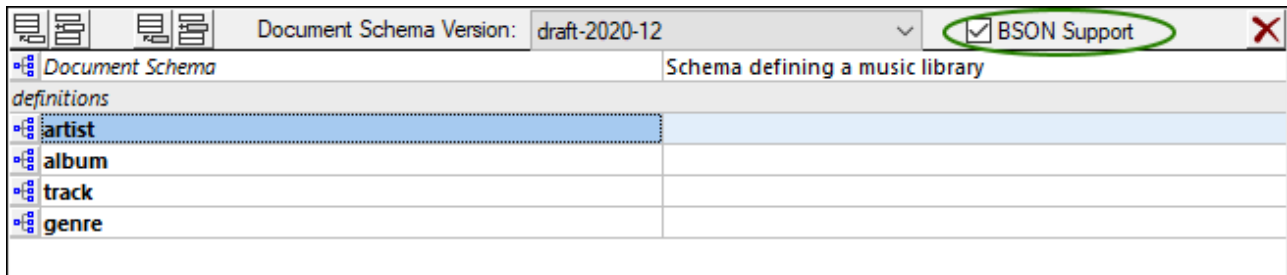 Document Schema Version: draft-2020-12 BSON Support
Document Schema Schema defining a music library
definitions
artist
album
track
genre